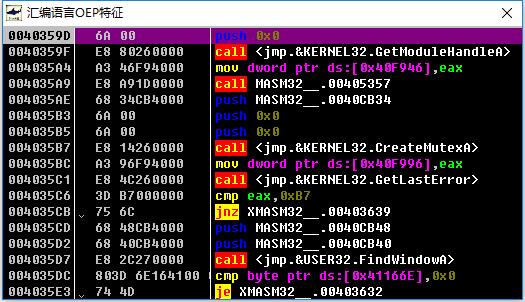 汇编语言OEP特征
0040359D 6A 00 push 0x0
0040359F E8 80260000 call <jmp.&KERNEL32.GetModuleHandleA>
004035A4 A3 46F94000 mov dword ptr ds:[0x40F946],eax
004035A9 E8 A91D0000 call MASM32__.00405357
004035AE 68 34CB4000 push MASM32__.0040CB34
004035B3 6A 00 push 0x0
004035B5 6A 00 push 0x0
004035B7 E8 14260000 call <jmp.&KERNEL32.CreateMutexA>
004035BC A3 96F94000 mov dword ptr ds:[0x40F996],eax
004035C1 E8 4C260000 call <jmp.&KERNEL32.GetLastError>
004035C6 3D B7000000 cmp eax,0xB7
004035CB 75 6C jnz XMASM32__.00403639
004035CD 68 48CB4000 push MASM32__.0040CB48
004035D2 68 40CB4000 push MASM32__.0040CB40
004035D7 E8 2C270000 call <jmp.&USER32.FindWindowA>
004035DC 803D 6E164100 cmp byte ptr ds:[0x41166E],0x0
004035E3 74 4D je XMASM32__.00403632